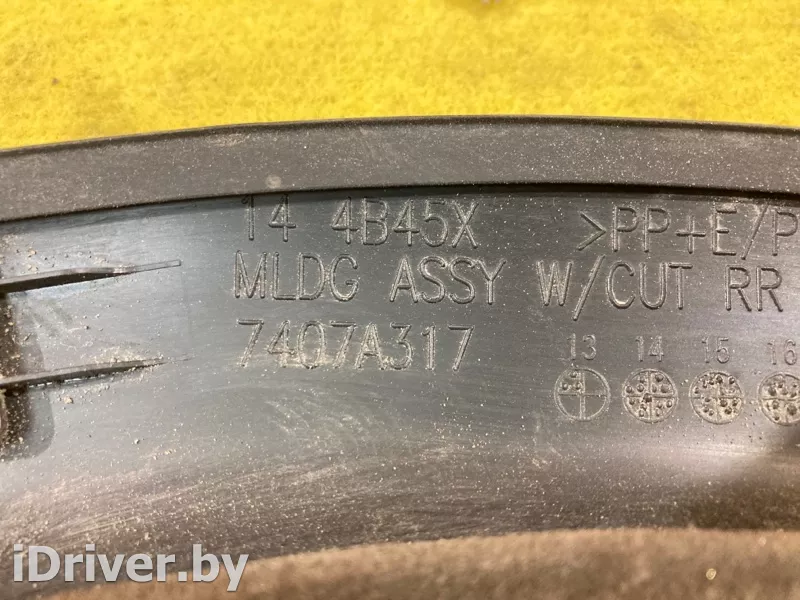 14 4B45X >PP+E/P
MLDG ASSY W/CUT RR
7407A317
13 14 15 16
iDriver.by